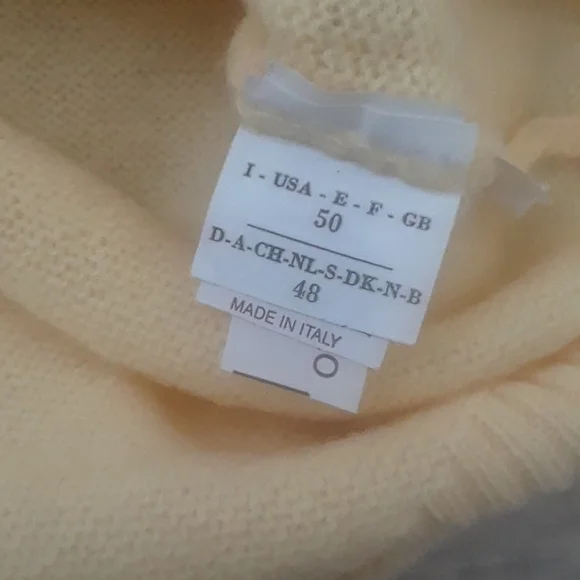 I - USA - E - F - GB
50
D-A-CH-NL-S-DK-N-B
48
MADE IN ITALY